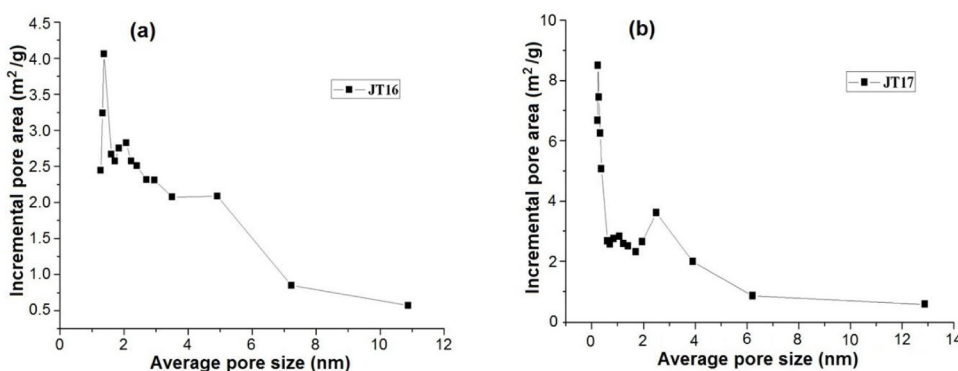 (a)
JT16
Incremental pore area (m²/g)
4.5
4.0
3.5
3.0
2.5
2.0
1.5
1.0
0.5
0 2 4 6 8 10 12
Average pore size (nm)
(b)
JT17
Incremental pore area (m²/g)
10
8
6
4
2
0
0 2 4 6 8 10 12 14
Average pore size (nm)